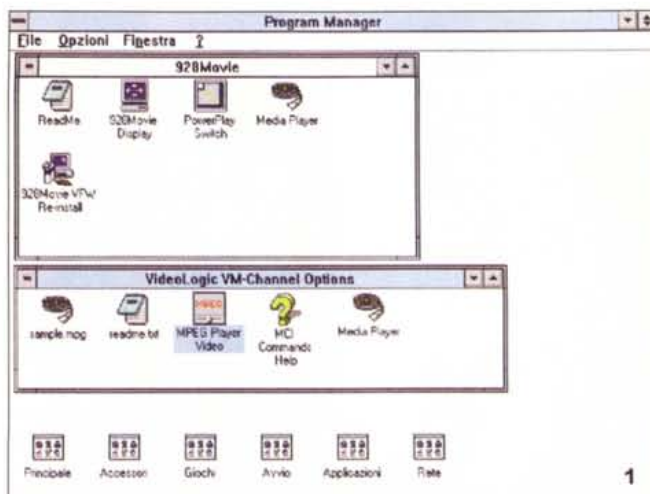 Program Manager
File Opzioni Finestra ?
928Movie
ReadMe 928Movie Display PowerPlay Switch Media Player
928Movie VFW Re-install
VideoLogic VM-Channel Options
sample.mpg readme.txt MPEG Player Video MCI Commands Help Media Player
Principale Accessori Giochi Avvio Applicazioni Rete
1